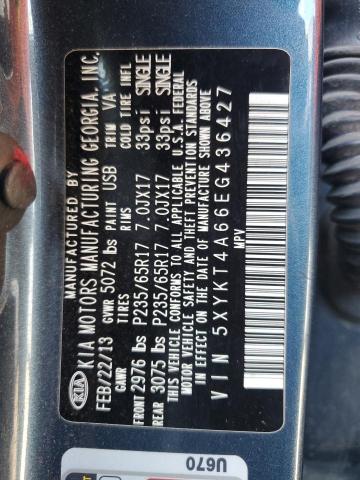 MANUFACTURED BY
KIA MOTORS MANUFACTURING GEORGIA, INC.
FEB/22/13 GVWR 5072 lbs PAINT USB TRIM VA
GAWR TIRES RIMS COLD TIRE INFL
FRONT 2976 lbs P235/65R17 7.0JX17 33psi SINGLE
REAR 3075 lbs P235/65R17 7.0JX17 33psi SINGLE
THIS VEHICLE CONFORMS TO ALL APPLICABLE U.S.A. FEDERAL
MOTOR VEHICLE SAFETY AND THEFT PREVENTION STANDARDS
IN EFFECT ON THE DATE OF MANUFACTURE SHOWN ABOVE
VIN 5XYKT4A66EG436427
MPV
KIA
U670